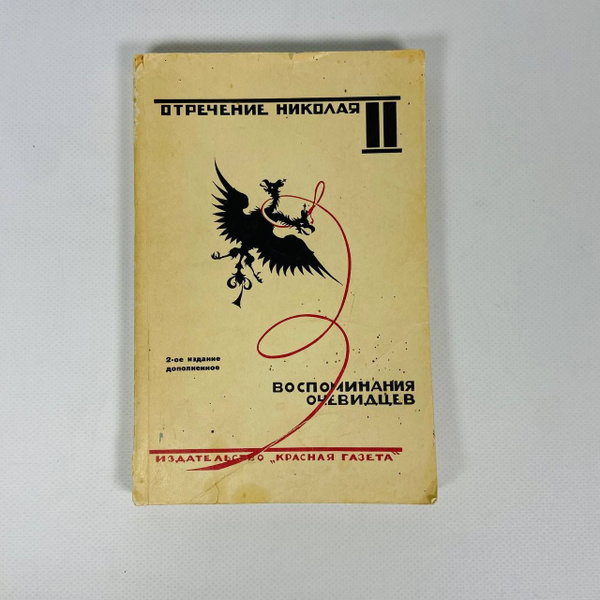 ОТРЕЧЕНИЕ НИКОЛАЯ II
2-ое издание
дополненное
ВОСПОМИНАНИЯ
ОЧЕВИДЦЕВ
ИЗДАТЕЛЬСТВО „КРАСНАЯ ГАЗЕТА"